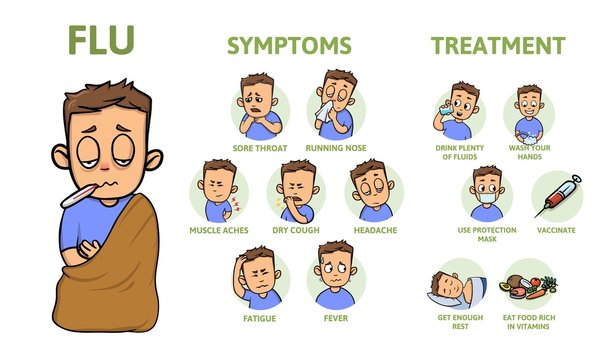 FLU
SYMPTOMS
SORE THROAT
RUNNING NOSE
MUSCLE ACHES
DRY COUGH
HEADACHE
FATIGUE
FEVER
TREATMENT
DRINK PLENTY
OF FLUIDS
WASH YOUR
HANDS
USE PROTECTION
MASK
VACCINATE
GET ENOUGH
REST
EAT FOOD RICH
IN VITAMINS